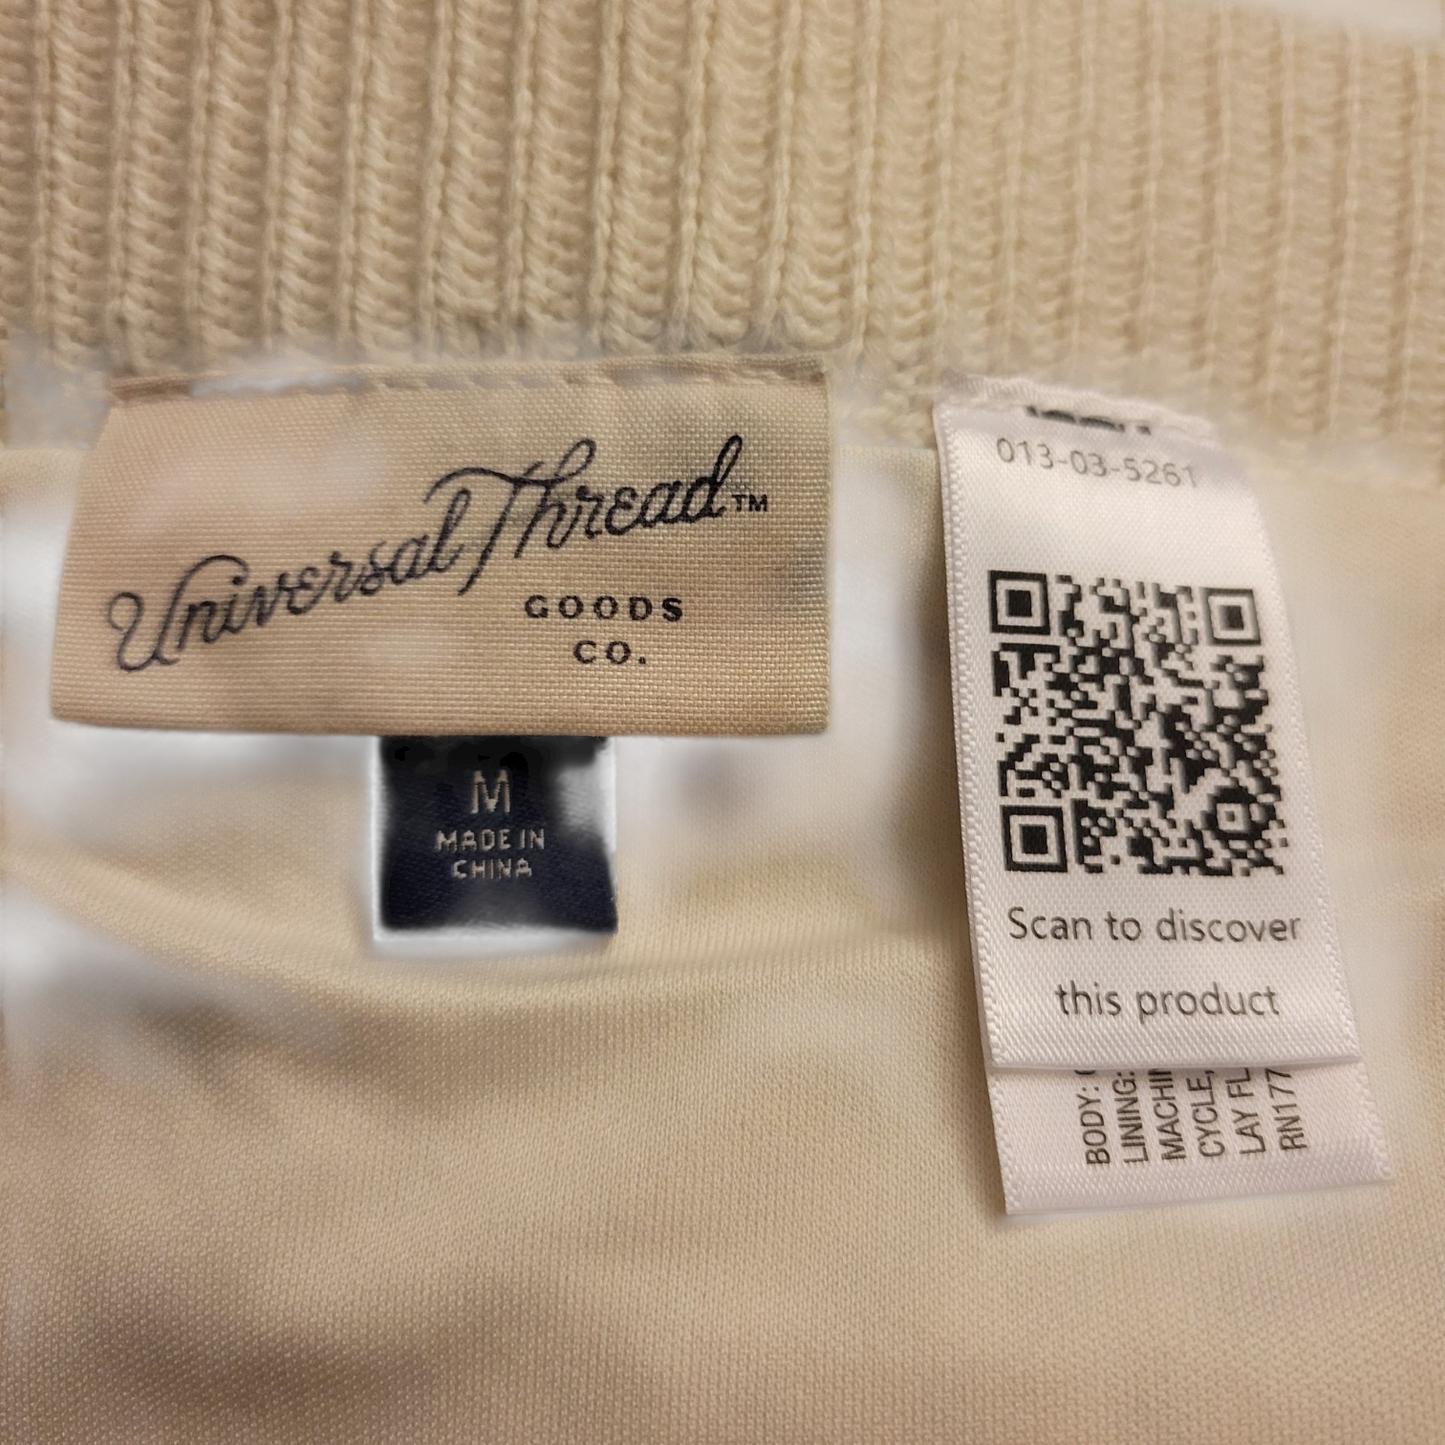 Universal Thread™
GOODS
CO.
M
MADE IN
CHINA
013-03-5261
Scan to discover
this product
BODY:
LINING:
MACHIN
CYCLE,
LAY FL
RN177